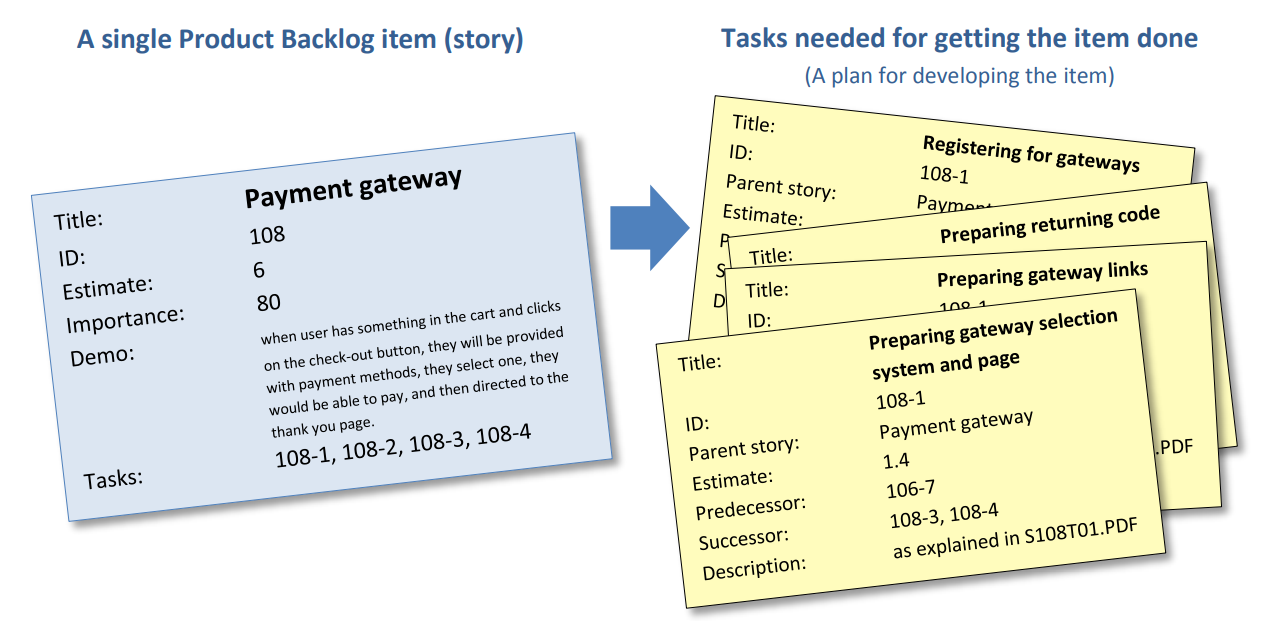 A single Product Backlog item (story)
Title: Payment gateway
ID: 108
Estimate: 6
Importance: 80
Demo: when user has something in the cart and clicks
on the check-out button, they will be provided
with payment methods, they select one, they
would be able to pay, and then directed to the
thank you page.
Tasks: 108-1, 108-2, 108-3, 108-4
Tasks needed for getting the item done
(A plan for developing the item)
Title: Registering for gateways
ID: 108-1
Parent story:
Estimate:
Title: Preparing returning code
Title: Preparing gateway links
ID: 108-1
.PDF
Title: Preparing gateway selection
system and page
ID: 108-1
Parent story: Payment gateway
Estimate: 1.4
Predecessor: 106-7
Successor: 108-3, 108-4
Description: as explained in S108T01.PDF